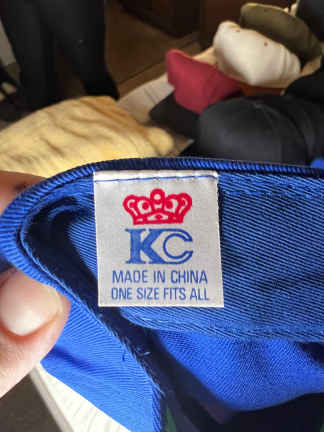 KC
MADE IN CHINA
ONE SIZE FITS ALL